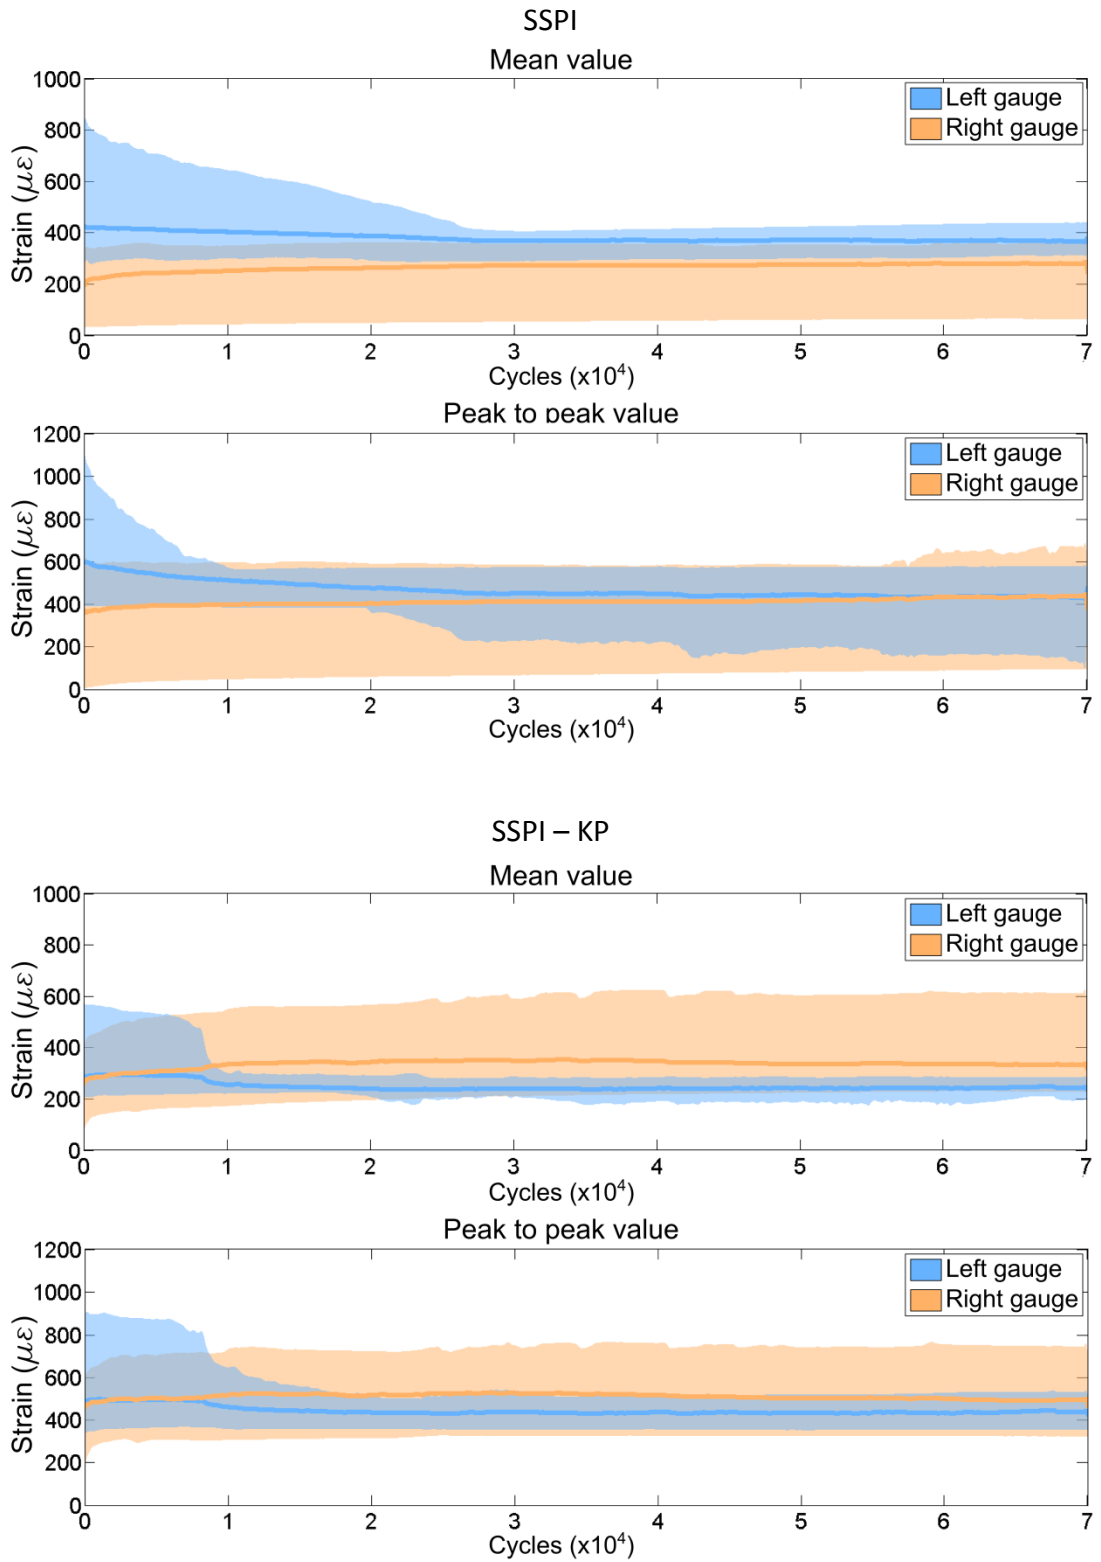 SSPI
Mean value
1000
800
600
400
200
0
Strain (με)
Left gauge
Right gauge
0 1 2 3 4 5 6 7
Cycles (x10⁴)
Peak to peak value
1200
1000
800
600
400
200
0
Strain (με)
Left gauge
Right gauge
0 1 2 3 4 5 6 7
Cycles (x10⁴)
SSPI – KP
Mean value
1000
800
600
400
200
0
Strain (με)
Left gauge
Right gauge
0 1 2 3 4 5 6 7
Cycles (x10⁴)
Peak to peak value
1200
1000
800
600
400
200
0
Strain (με)
Left gauge
Right gauge
0 1 2 3 4 5 6 7
Cycles (x10⁴)